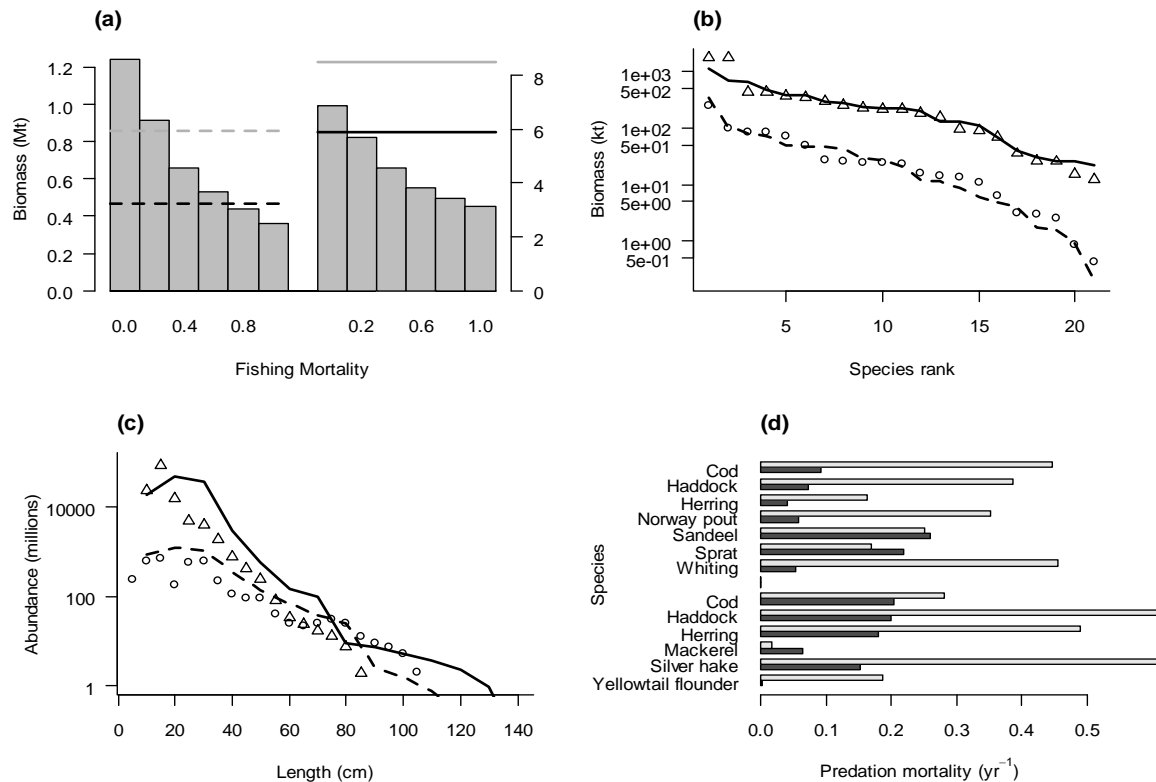 (a)
Biomass (Mt)
1.2
1.0
0.8
0.6
0.4
0.2
0.0
8
6
4
2
0
0.0 0.4 0.8 0.2 0.6 1.0
Fishing Mortality
(b)
Biomass (kt)
1e+03
5e+02
1e+02
5e+01
1e+01
5e+00
1e+00
5e-01
5 10 15 20
Species rank
(c)
Abundance (millions)
10000
100
1
0 20 40 60 80 100 120 140
Length (cm)
(d)
Species
Cod
Haddock
Herring
Norway pout
Sandeel
Sprat
Whiting
Cod
Haddock
Herring
Mackerel
Silver hake
Yellowtail flounder
0.0 0.1 0.2 0.3 0.4 0.5
Predation mortality (yr⁻¹)